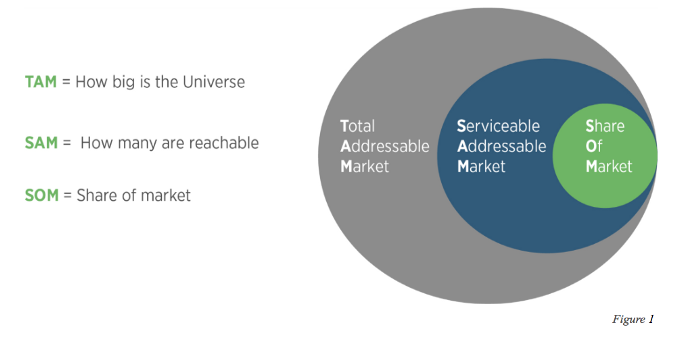 TAM = How big is the Universe
SAM = How many are reachable
SOM = Share of market
Total
Addressable
Market
Serviceable
Addressable
Market
Share
Of
Market
Figure 1